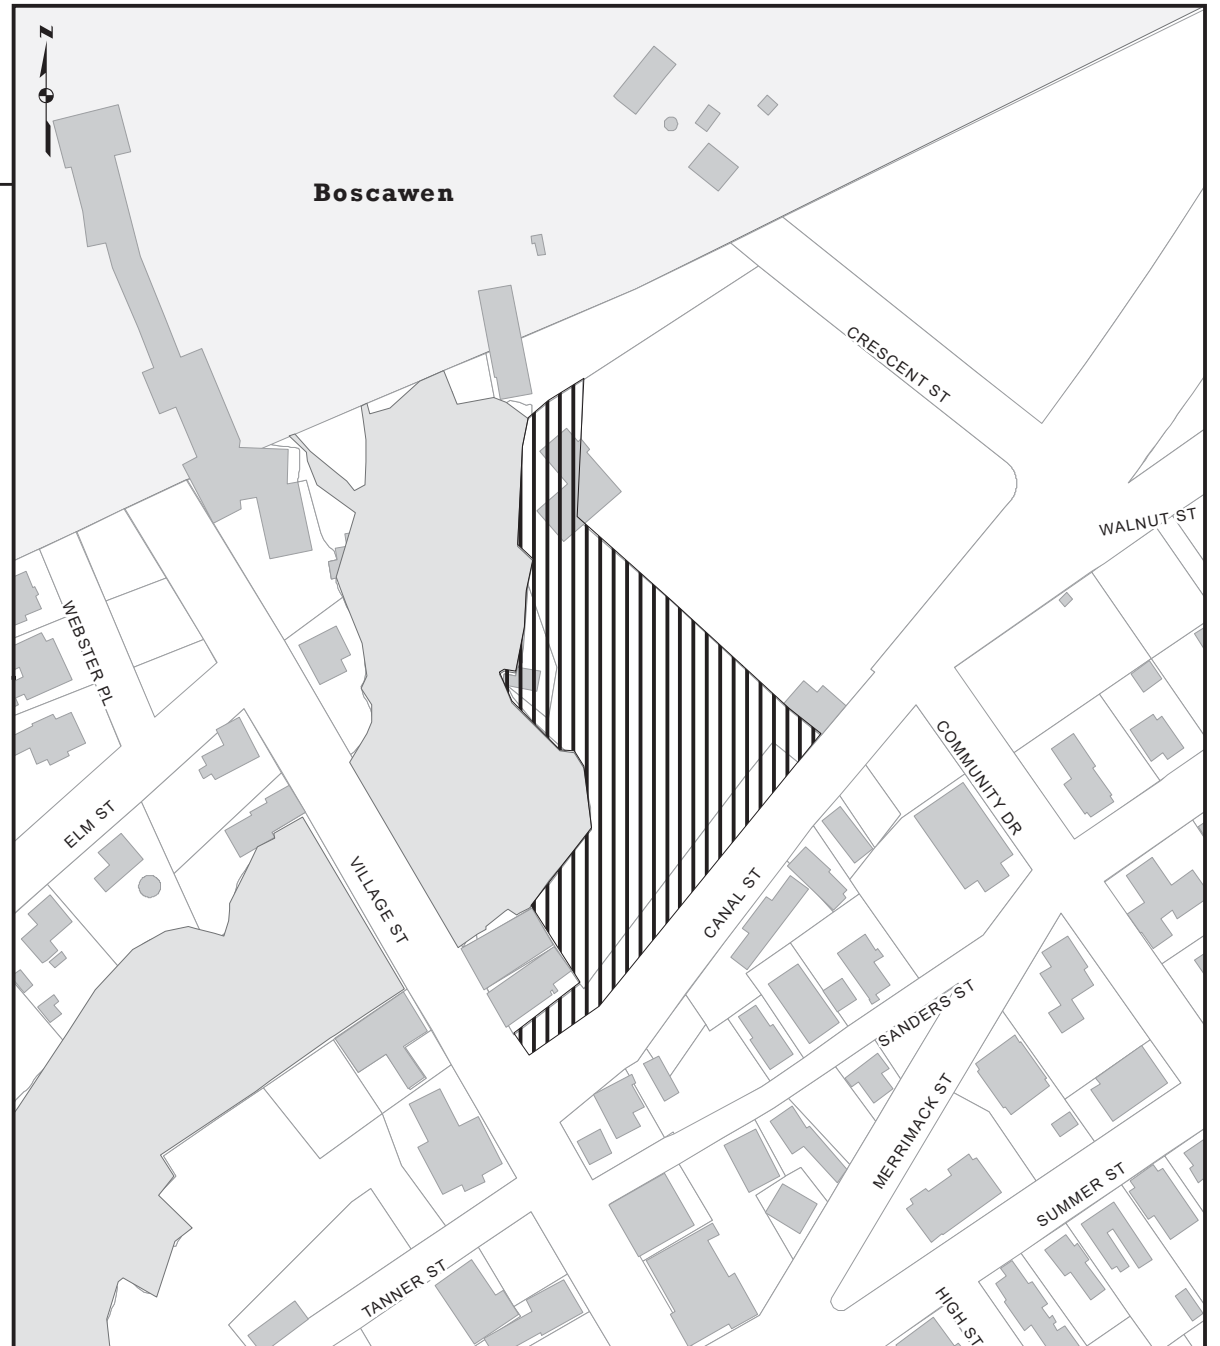 N
Boscawen
CRESCENT ST
WALNUT ST
WEBSTER PL
COMMUNITY DR
ELM ST
VILLAGE ST
CANAL ST
SANDERS ST
MERRIMACK ST
SUMMER ST
TANNER ST
HIGH ST